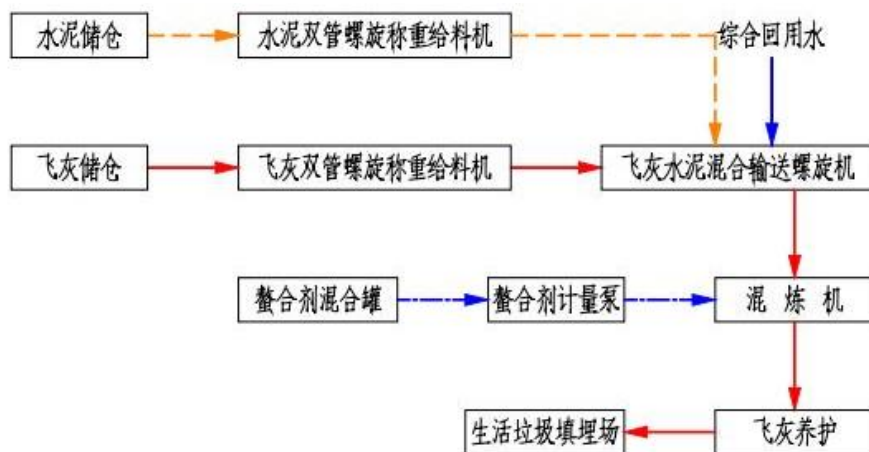 水泥储仓
水泥双管螺旋称重给料机
综合回用水
飞灰储仓
飞灰双管螺旋称重给料机
飞灰水泥混合输送螺旋机
螯合剂混合罐
螯合剂计量泵
混炼机
生活垃圾填埋场
飞灰养护